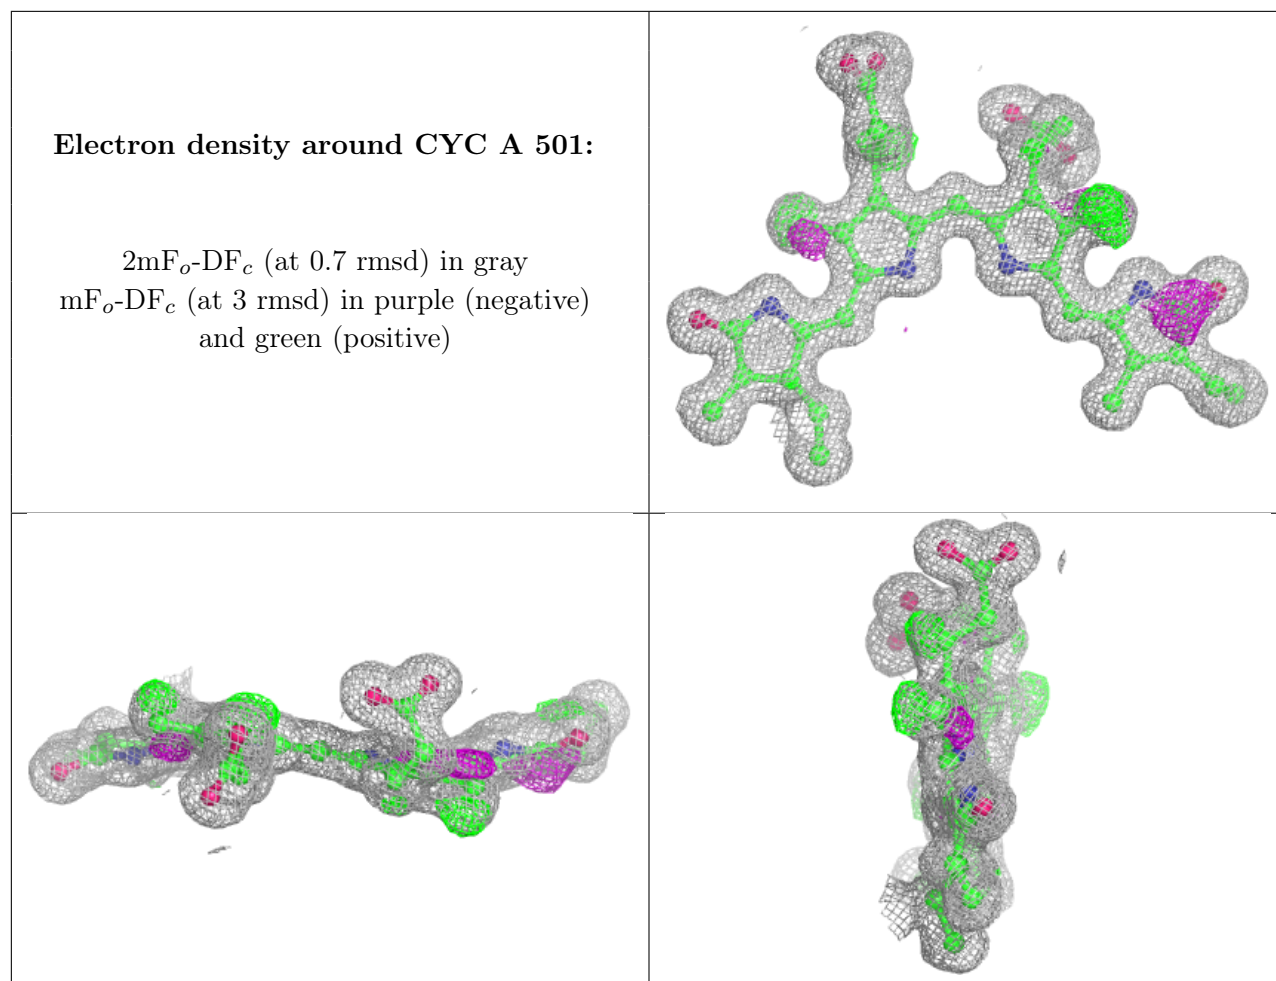 Electron density around CYC A 501:
2mFo-DFc (at 0.7 rmsd) in gray
mFo-DFc (at 3 rmsd) in purple (negative)
and green (positive)